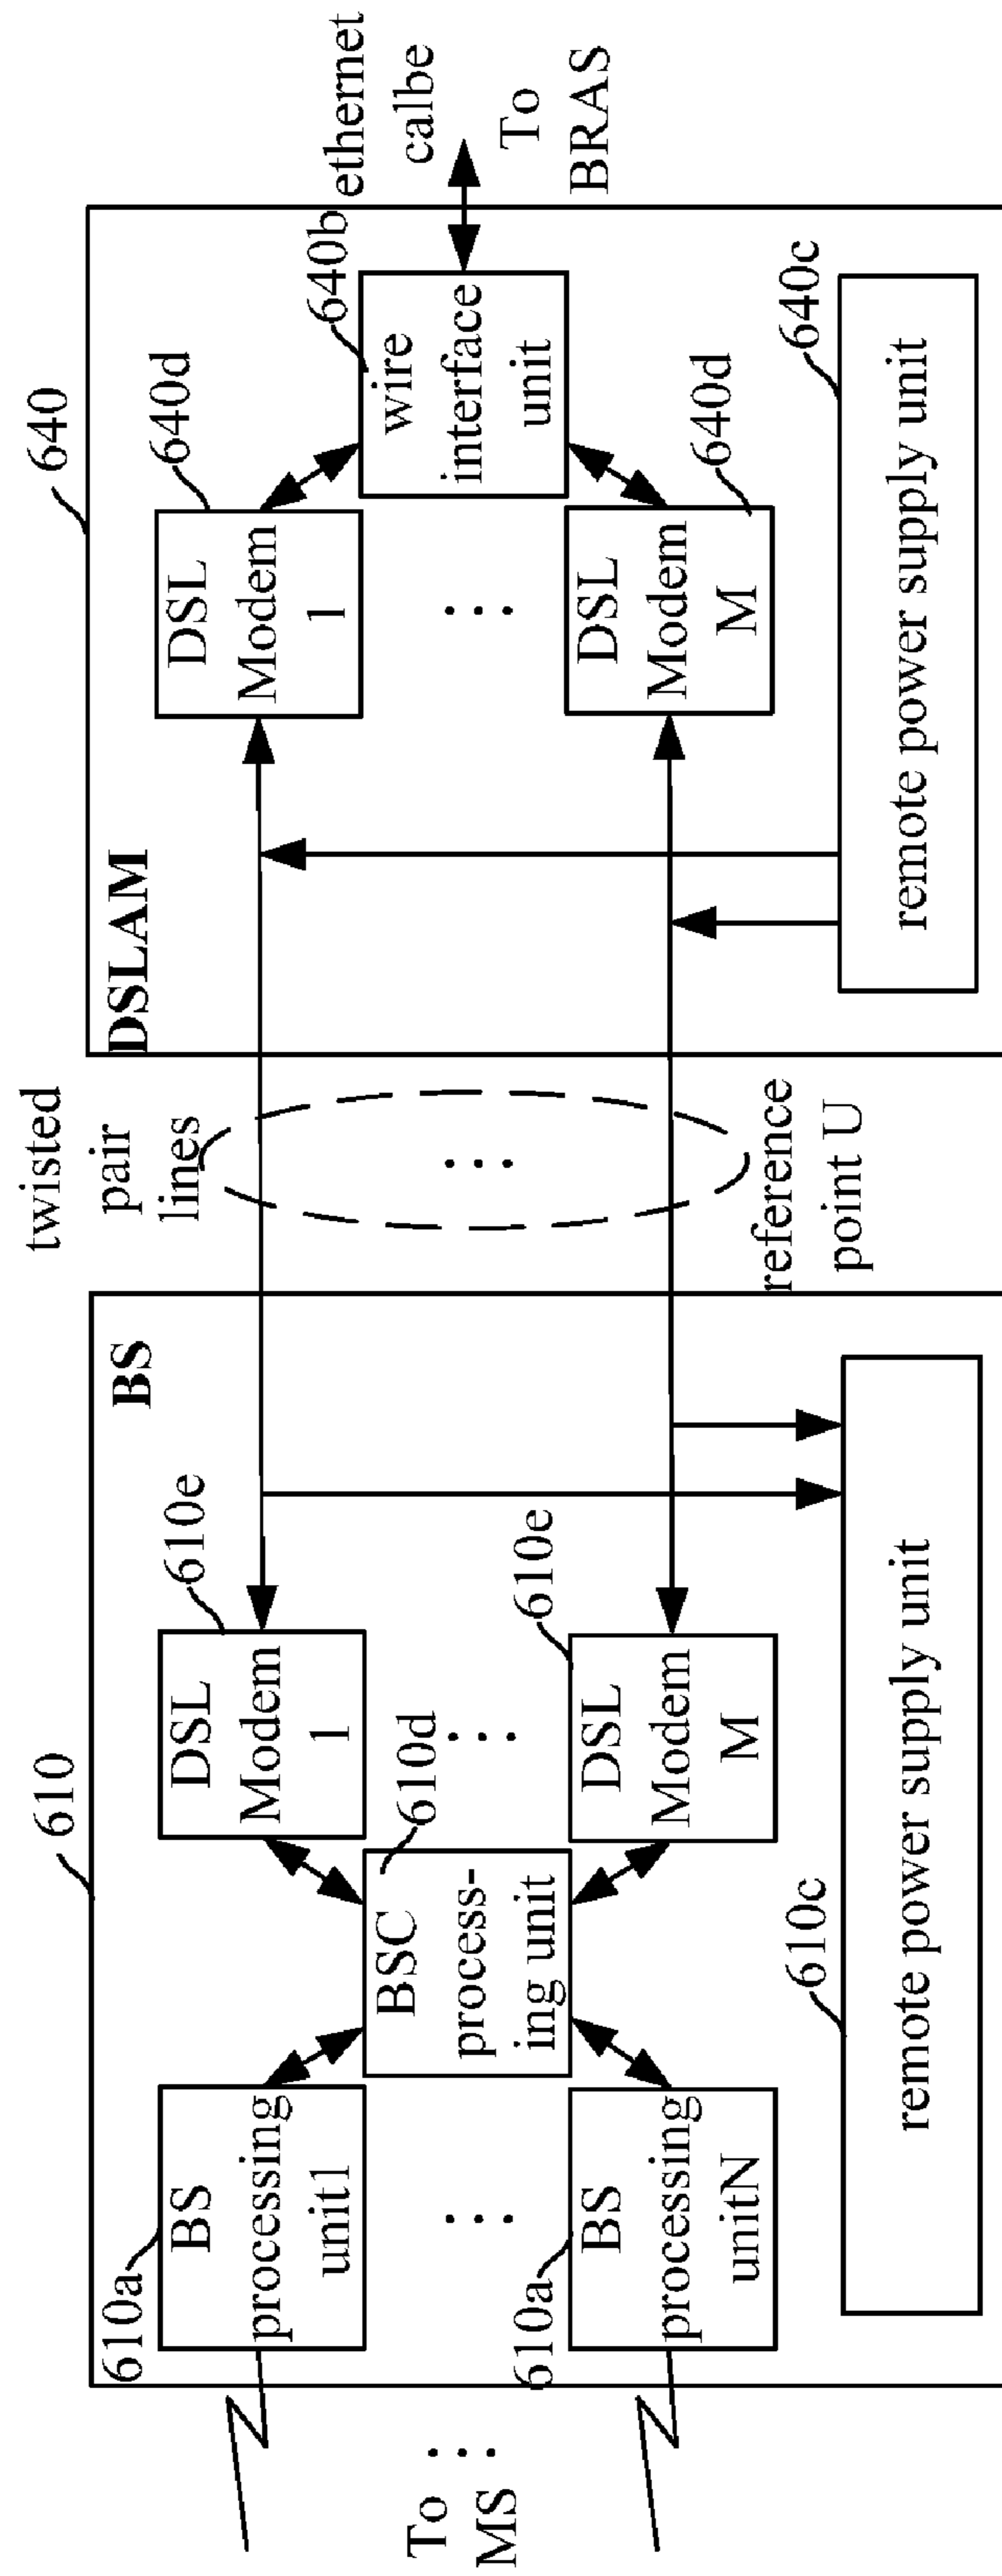 610
640
BS
DSLAM
610a
BS
processing
unit1
610a
BS
processing
unitN
BSC
process-
ing unit
610d
DSL
Modem
1
610e
DSL
Modem
M
610e
610c
remote power supply unit
To
MS
twisted
pair
lines
reference
point U
DSL
Modem
1
640d
DSL
Modem
M
640d
wire
interface
unit
640b
640c
remote power supply unit
ethernet
calbe
To
BRAS